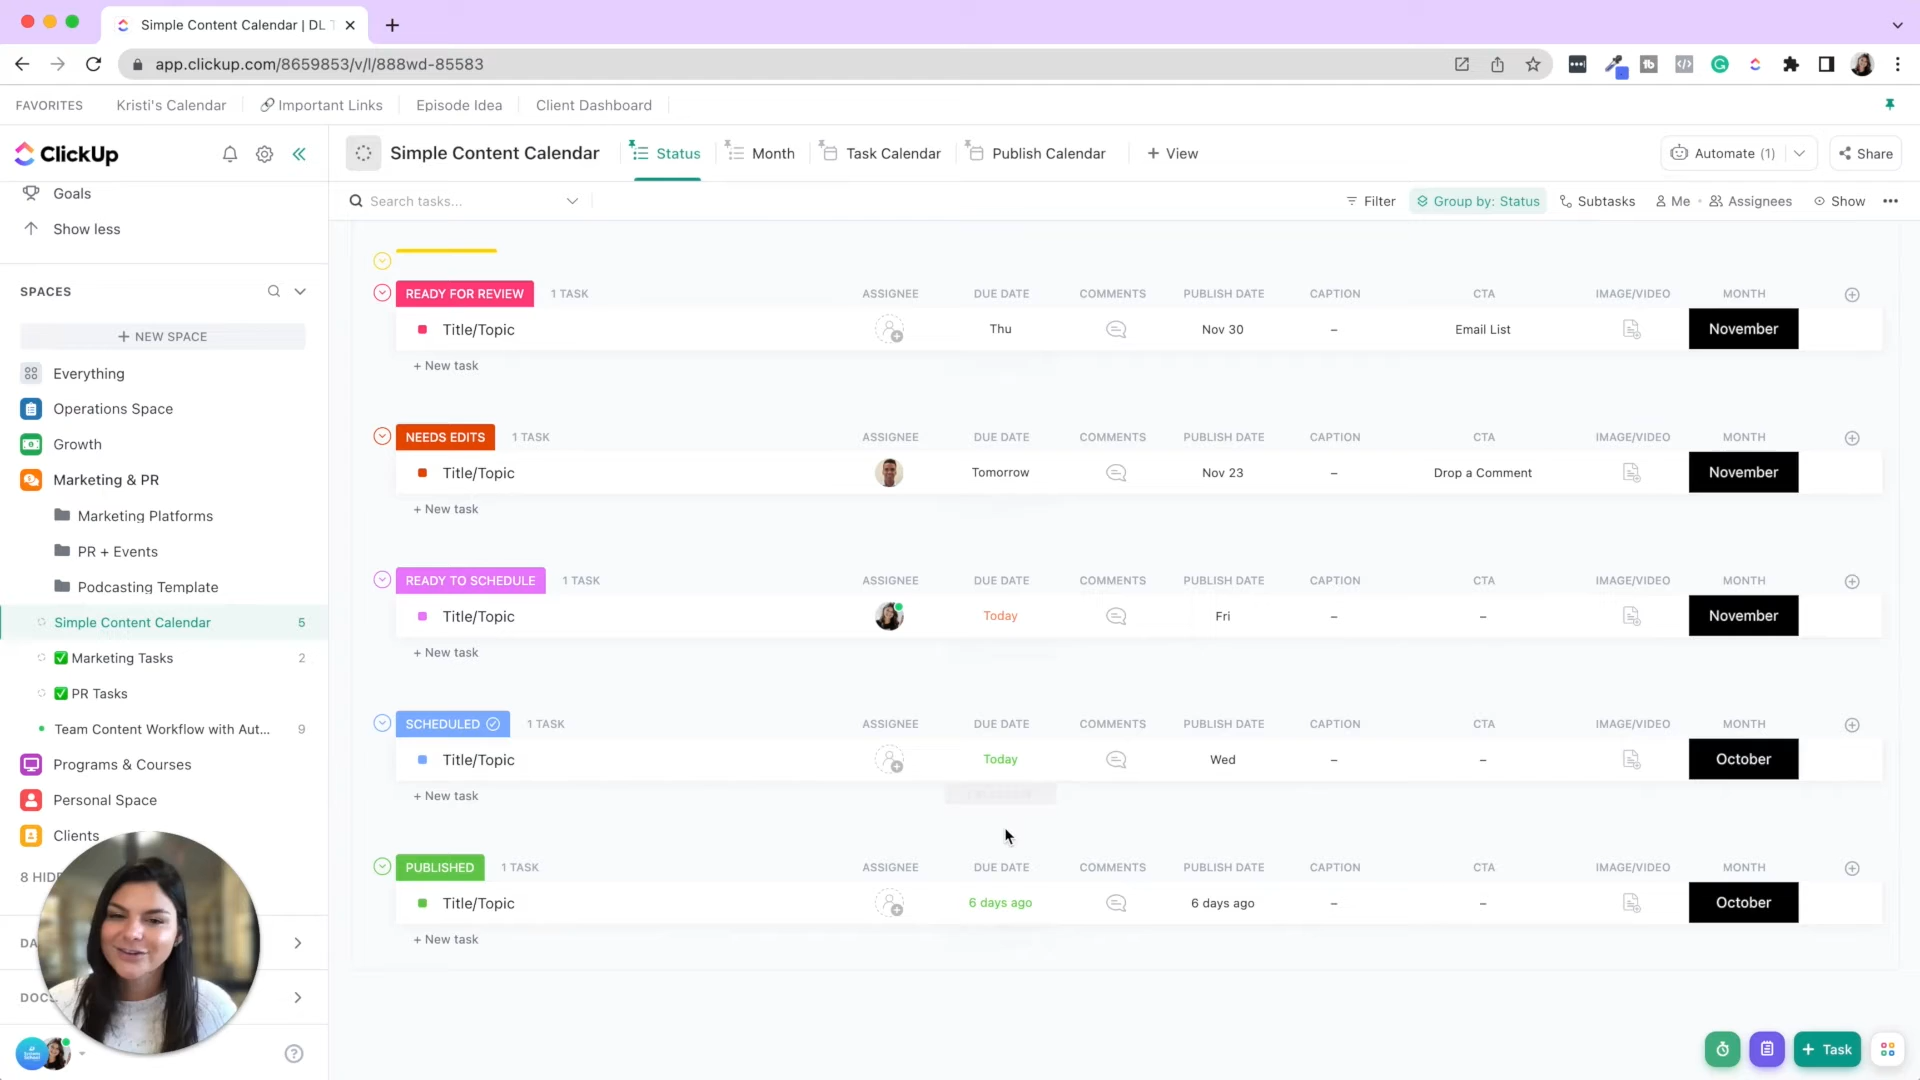 Simple Content Calendar | DL T
app.clickup.com/8659853/v/l/888wd-85583
FAVORITES Kristi's Calendar Important Links Episode Idea Client Dashboard
ClickUp
Simple Content Calendar Status Month Task Calendar Publish Calendar + View Automate (1) Share
Goals
Show less
Search tasks... Filter Group by: Status Subtasks Me Assignees Show
SPACES
+ NEW SPACE
Everything
Operations Space
Growth
Marketing & PR
Marketing Platforms
PR + Events
Podcasting Template
Simple Content Calendar 5
Marketing Tasks 2
PR Tasks
Team Content Workflow with Aut... 9
Programs & Courses
Personal Space
Clients
8 HID
DA
DOCS
READY FOR REVIEW 1 TASK ASSIGNEE DUE DATE COMMENTS PUBLISH DATE CAPTION CTA IMAGE/VIDEO MONTH
Title/Topic Thu Nov 30 – Email List November
+ New task
NEEDS EDITS 1 TASK ASSIGNEE DUE DATE COMMENTS PUBLISH DATE CAPTION CTA IMAGE/VIDEO MONTH
Title/Topic Tomorrow Nov 23 – Drop a Comment November
+ New task
READY TO SCHEDULE 1 TASK ASSIGNEE DUE DATE COMMENTS PUBLISH DATE CAPTION CTA IMAGE/VIDEO MONTH
Title/Topic Today Fri – – November
+ New task
SCHEDULED 1 TASK ASSIGNEE DUE DATE COMMENTS PUBLISH DATE CAPTION CTA IMAGE/VIDEO MONTH
Title/Topic Today Wed – – October
+ New task
PUBLISHED 1 TASK ASSIGNEE DUE DATE COMMENTS PUBLISH DATE CAPTION CTA IMAGE/VIDEO MONTH
Title/Topic 6 days ago 6 days ago – – October
+ New task
+ Task